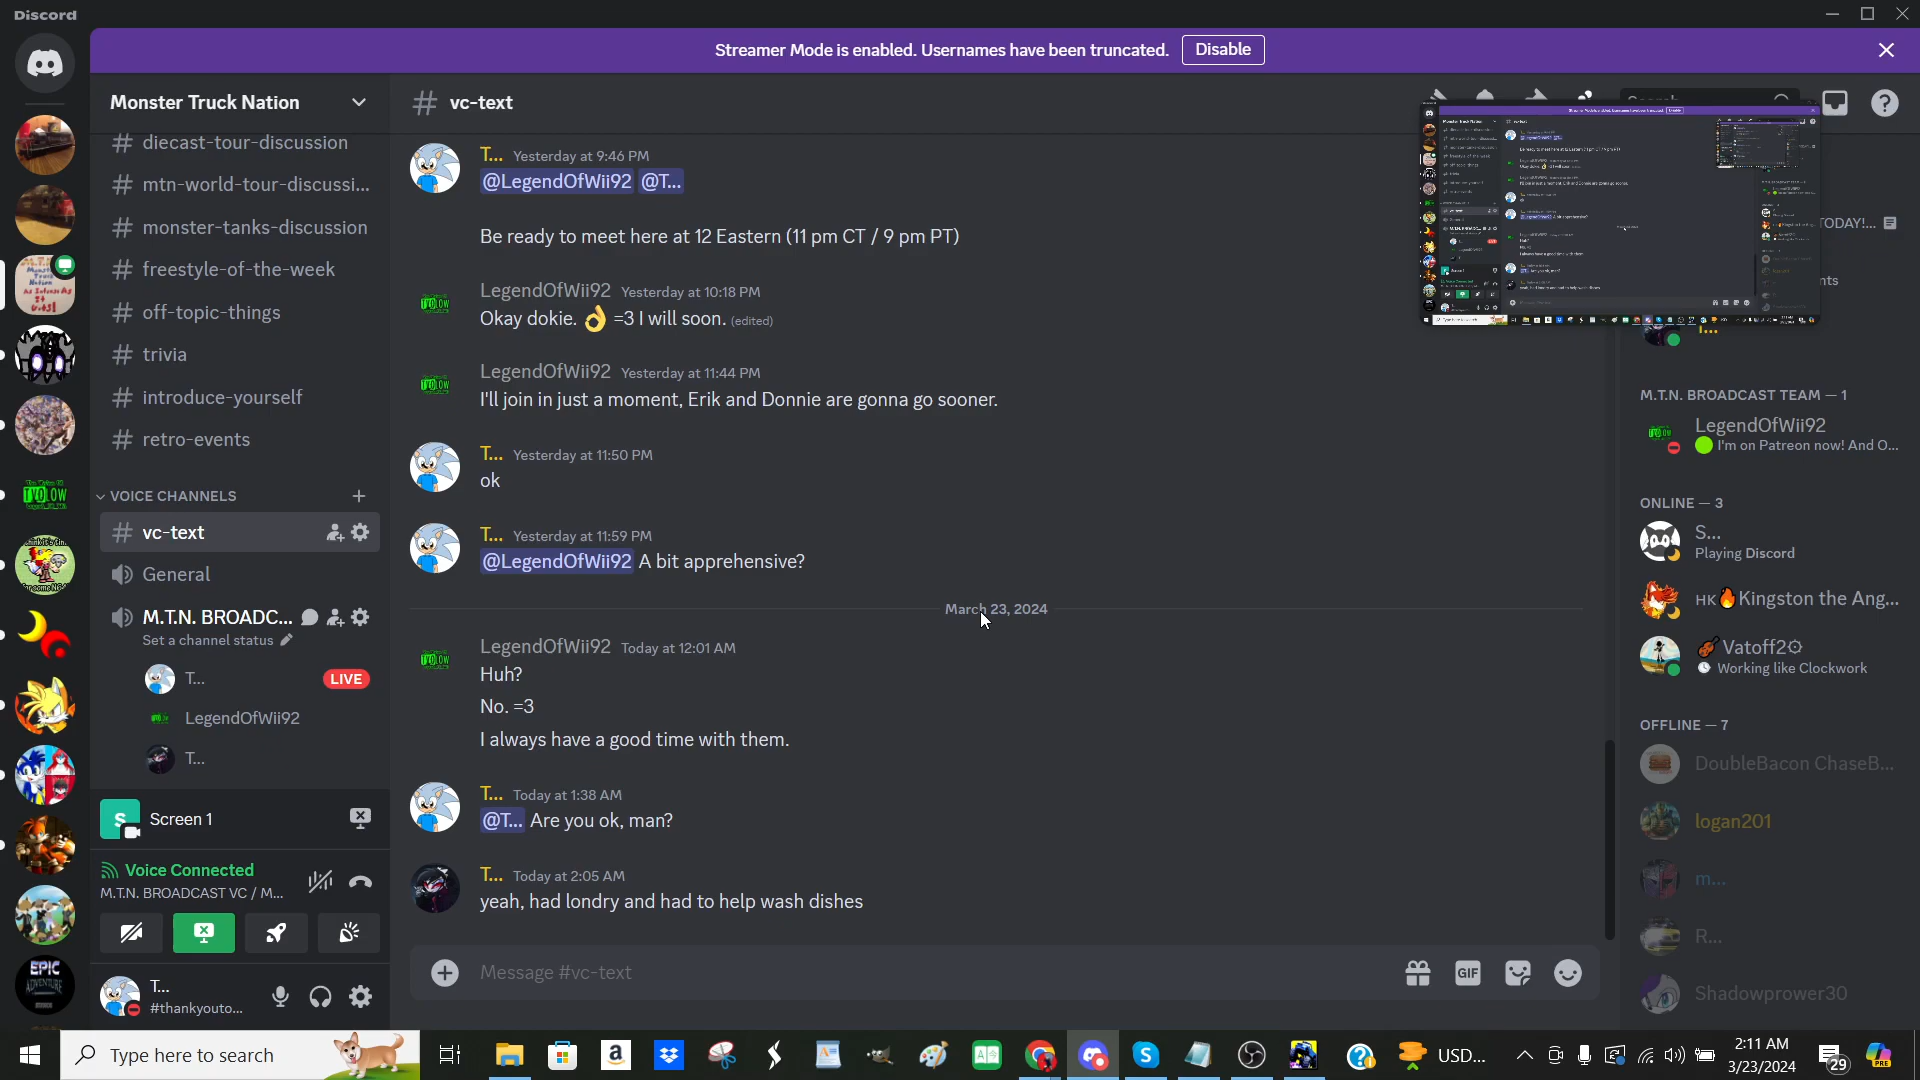 Discord
Streamer Mode is enabled. Usernames have been truncated.
Disable
Monster Truck Nation
vc-text
diecast-tour-discussion
mtn-world-tour-discussi...
monster-tanks-discussion
freestyle-of-the-week
off-topic-things
trivia
introduce-yourself
retro-events
VOICE CHANNELS
vc-text
General
M.T.N. BROADC...
Set a channel status
T...
LIVE
LegendOfWii92
T...
Screen 1
Voice Connected
M.T.N. BROADCAST VC / M...
T...
#thankyouto...
T... Yesterday at 9:46 PM
@LegendOfWii92 @T...
Be ready to meet here at 12 Eastern (11 pm CT / 9 pm PT)
LegendOfWii92 Yesterday at 10:18 PM
Okay dokie. 👌 =3 I will soon. (edited)
LegendOfWii92 Yesterday at 11:44 PM
I'll join in just a moment, Erik and Donnie are gonna go sooner.
T... Yesterday at 11:50 PM
ok
T... Yesterday at 11:59 PM
@LegendOfWii92 A bit apprehensive?
March 23, 2024
LegendOfWii92 Today at 12:01 AM
Huh?
No. =3
I always have a good time with them.
T... Today at 1:38 AM
@T... Are you ok, man?
T... Today at 2:05 AM
yeah, had londry and had to help wash dishes
Message #vc-text
GIF
TODAY!...
T...
M.T.N. BROADCAST TEAM — 1
LegendOfWii92
I'm on Patreon now! And O...
ONLINE — 3
S...
Playing Discord
HK🔥Kingston the Ang...
🎻Vatoff2⚙
Working like Clockwork
OFFLINE — 7
DoubleBacon ChaseB...
logan201
m...
R...
Shadowprower30
Type here to search
USD...
2:11 AM
3/23/2024
29
PRE
EPIC
ADVENTURE